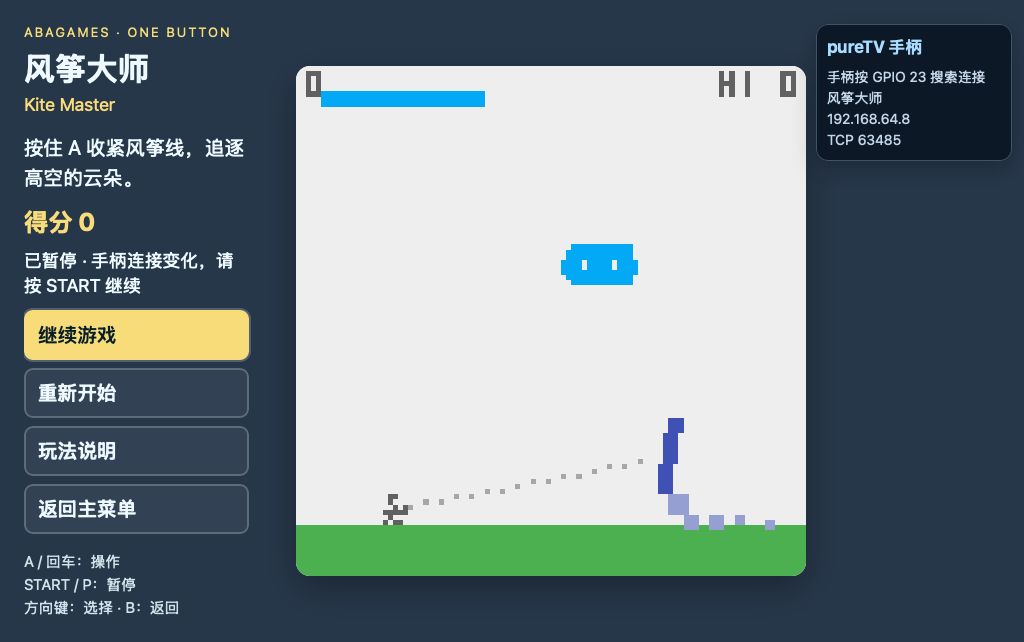 ABAGAMES · ONE BUTTON
风筝大师
Kite Master
按住 A 收紧风筝线，追逐
高空的云朵。
得分 0
已暂停 · 手柄连接变化，请
按 START 继续
继续游戏
重新开始
玩法说明
返回主菜单
A / 回车：操作
START / P：暂停
方向键：选择 · B：返回
0
HI 0
pureTV 手柄
手柄按 GPIO 23 搜索连接
风筝大师
192.168.64.8
TCP 63485